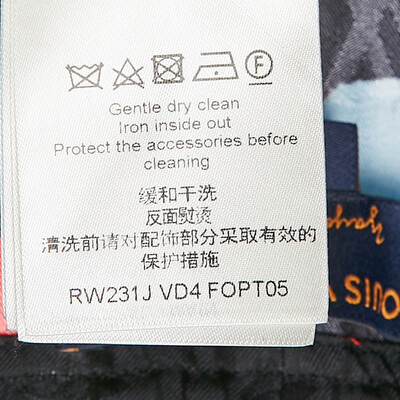 F
Gentle dry clean
Iron inside out
Protect the accessories before
cleaning
缓和干洗
反面熨烫
清洗前请对配饰部分采取有效的
保护措施
RW231J VD4 FOPT05
OUIS